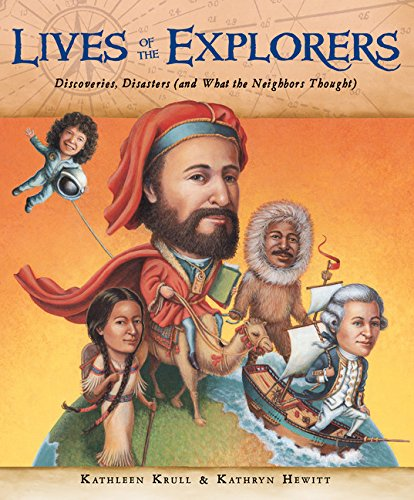 LIVES OF THE EXPLORERS
Discoveries, Disasters (and What the Neighbors Thought)
KATHLEEN KRULL & KATHRYN HEWITT